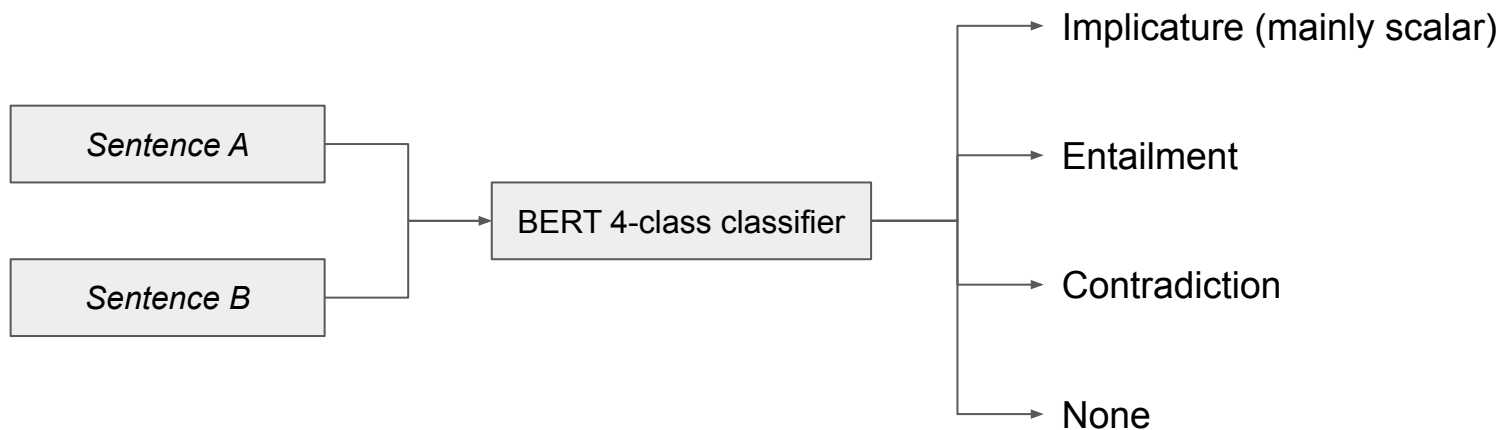 Implicature (mainly scalar)
Sentence A
Entailment
BERT 4-class classifier
Sentence B
Contradiction
None